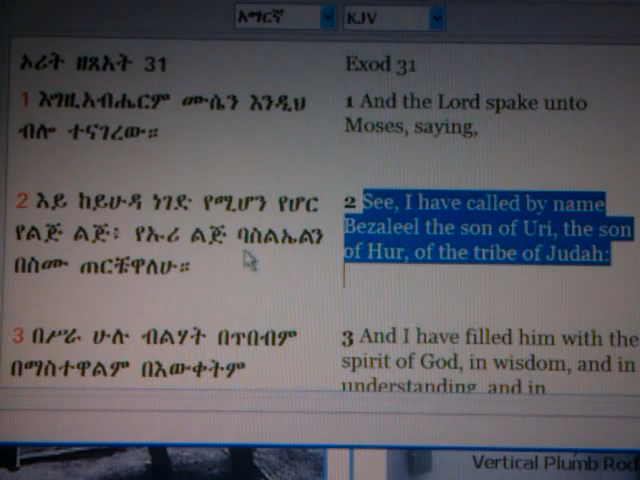 አማርኛ
KJV
ኦሪት ዘጸአት 31
1 እግዚአብሔርም ሙሴን እንዲህ
ብሎ ተናገረው።
2 እይ ከይሁዳ ነገድ የሚሆን የሆር
የልጅ ልጅ፥ የኡሪ ልጅ ባስልኤልን
በስሙ ጠርቼዋለሁ።
3 በሥራ ሁሉ ብልሃት በጥበብም
በማስተዋልም በእውቀትም
Exod 31
1 And the Lord spake unto
Moses, saying,
2 See, I have called by name
Bezaleel the son of Uri, the son
of Hur, of the tribe of Judah:
3 And I have filled him with the
spirit of God, in wisdom, and in
understanding, and in
Vertical Plumb Rod